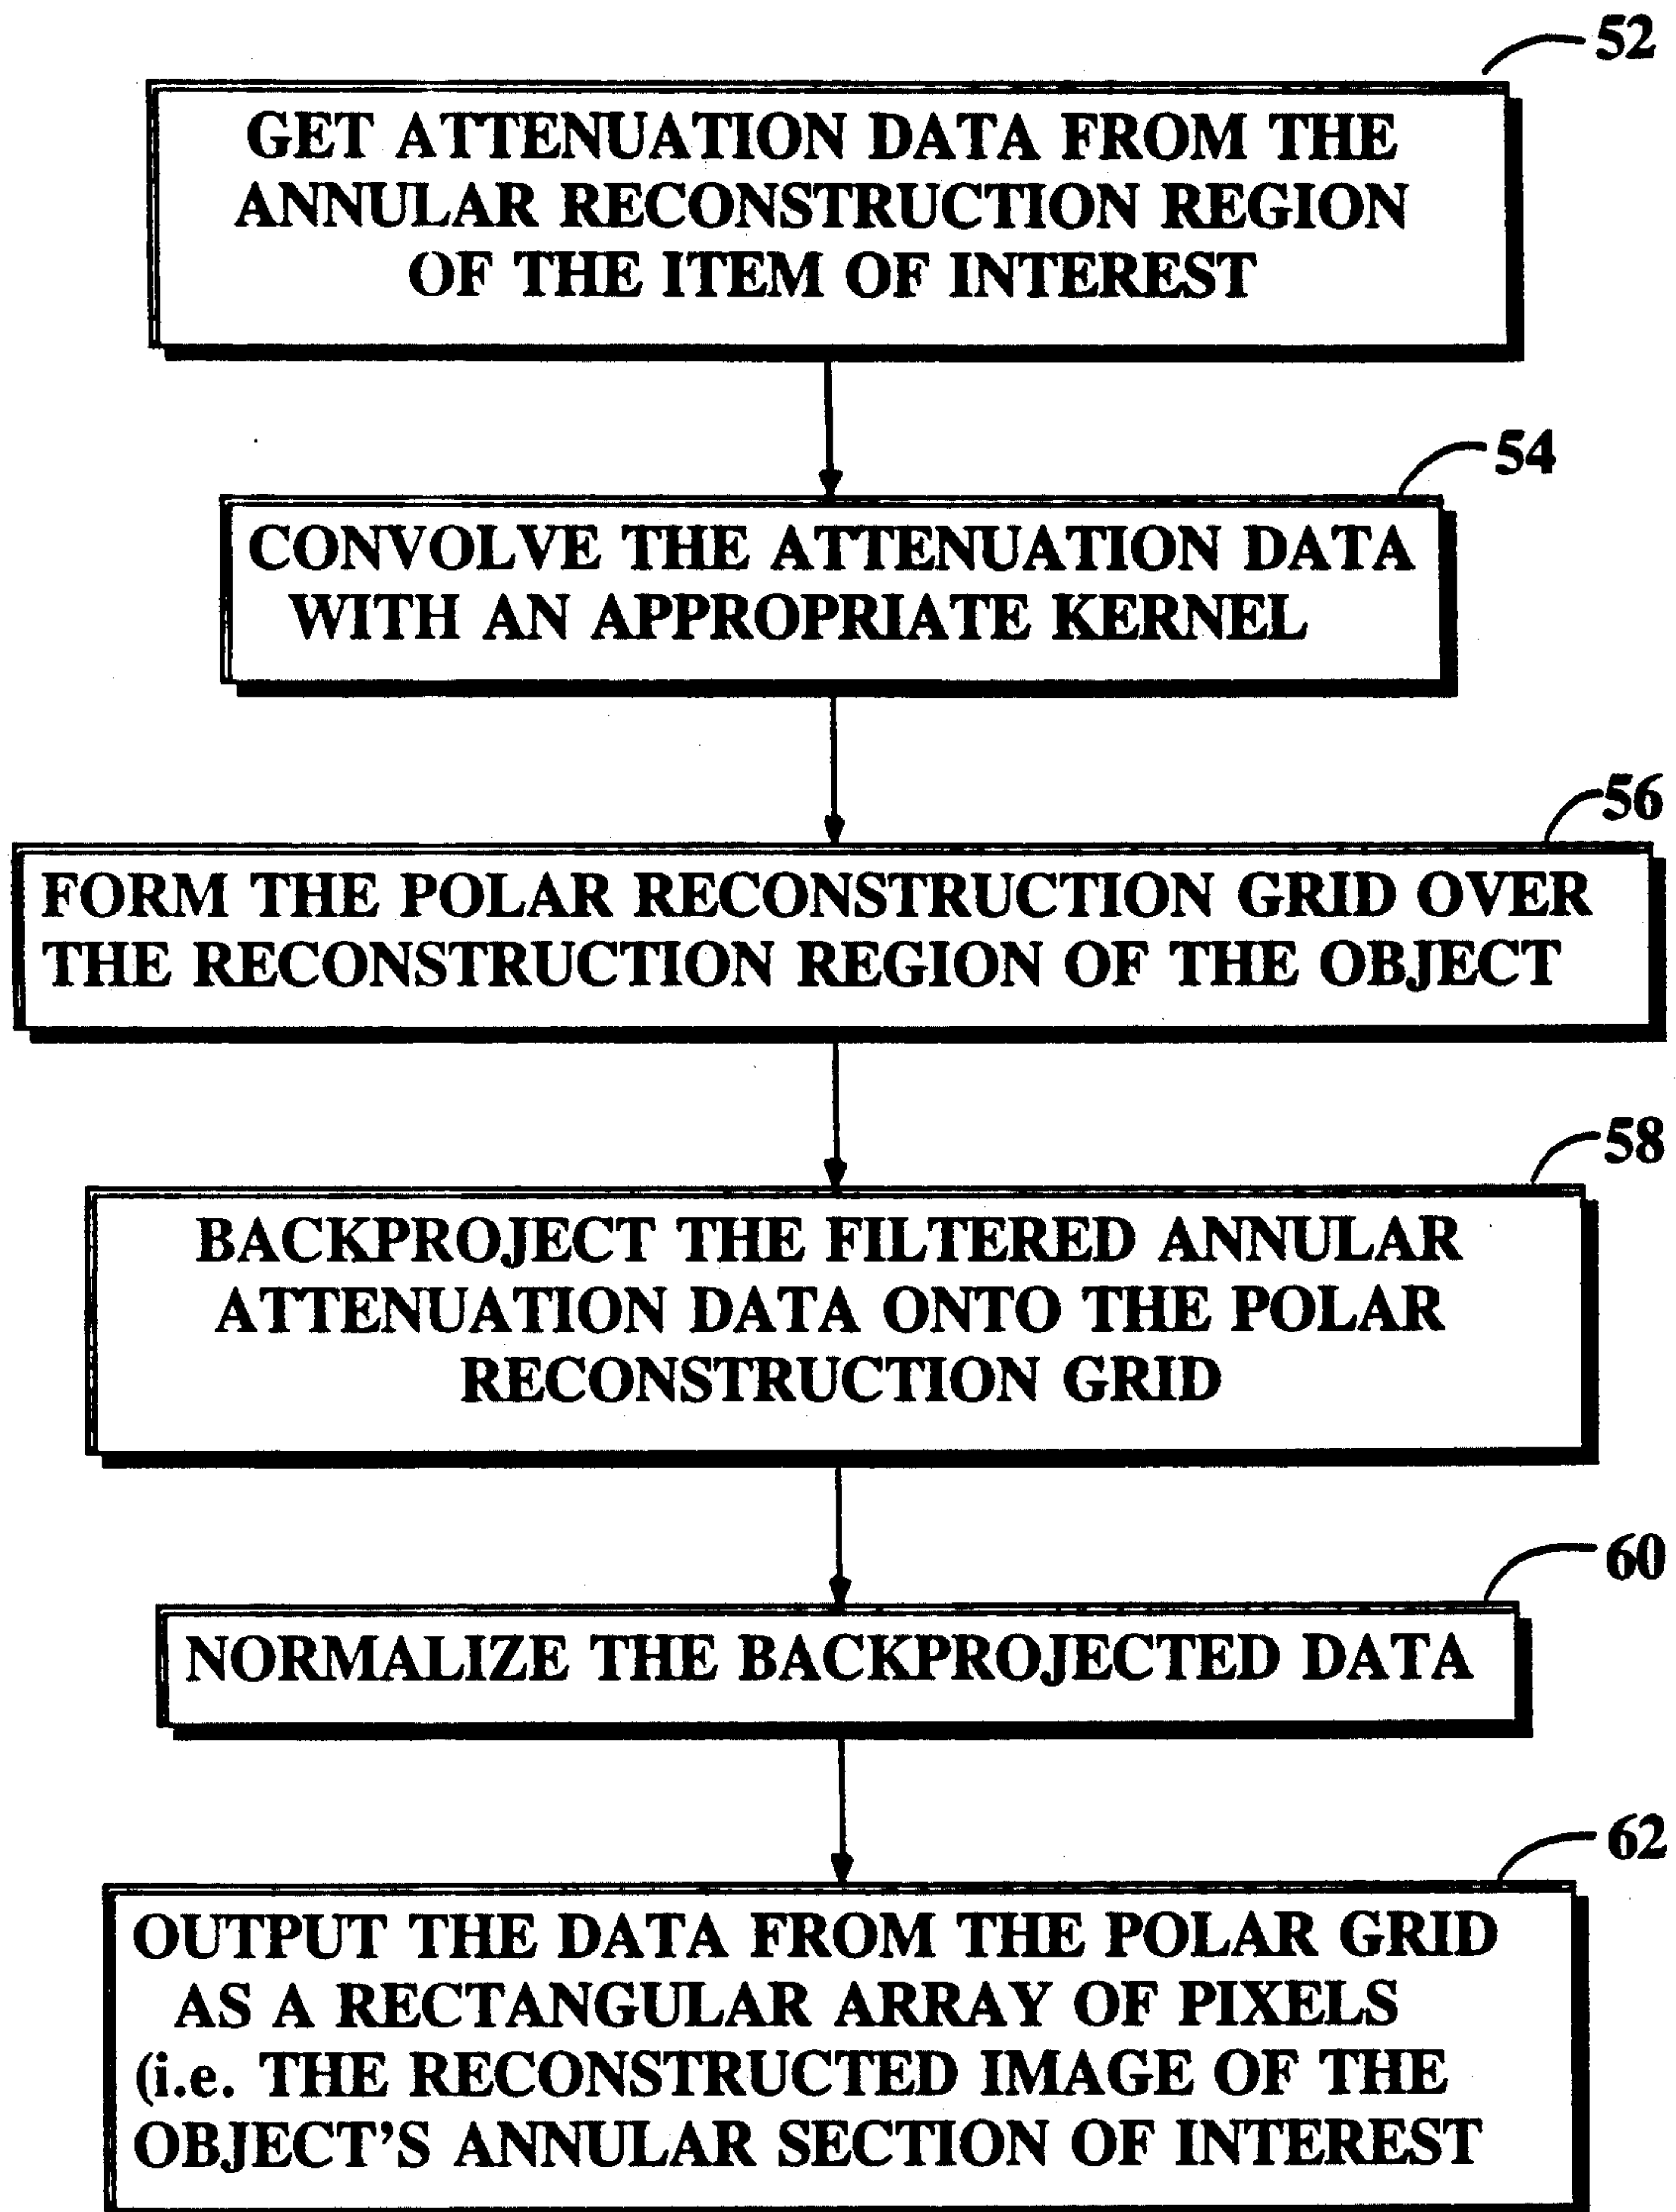 52
GET ATTENUATION DATA FROM THE
ANNULAR RECONSTRUCTION REGION
OF THE ITEM OF INTEREST
54
CONVOLVE THE ATTENUATION DATA
WITH AN APPROPRIATE KERNEL
56
FORM THE POLAR RECONSTRUCTION GRID OVER
THE RECONSTRUCTION REGION OF THE OBJECT
58
BACKPROJECT THE FILTERED ANNULAR
ATTENUATION DATA ONTO THE POLAR
RECONSTRUCTION GRID
60
NORMALIZE THE BACKPROJECTED DATA
62
OUTPUT THE DATA FROM THE POLAR GRID
AS A RECTANGULAR ARRAY OF PIXELS
(i.e. THE RECONSTRUCTED IMAGE OF THE
OBJECT'S ANNULAR SECTION OF INTEREST